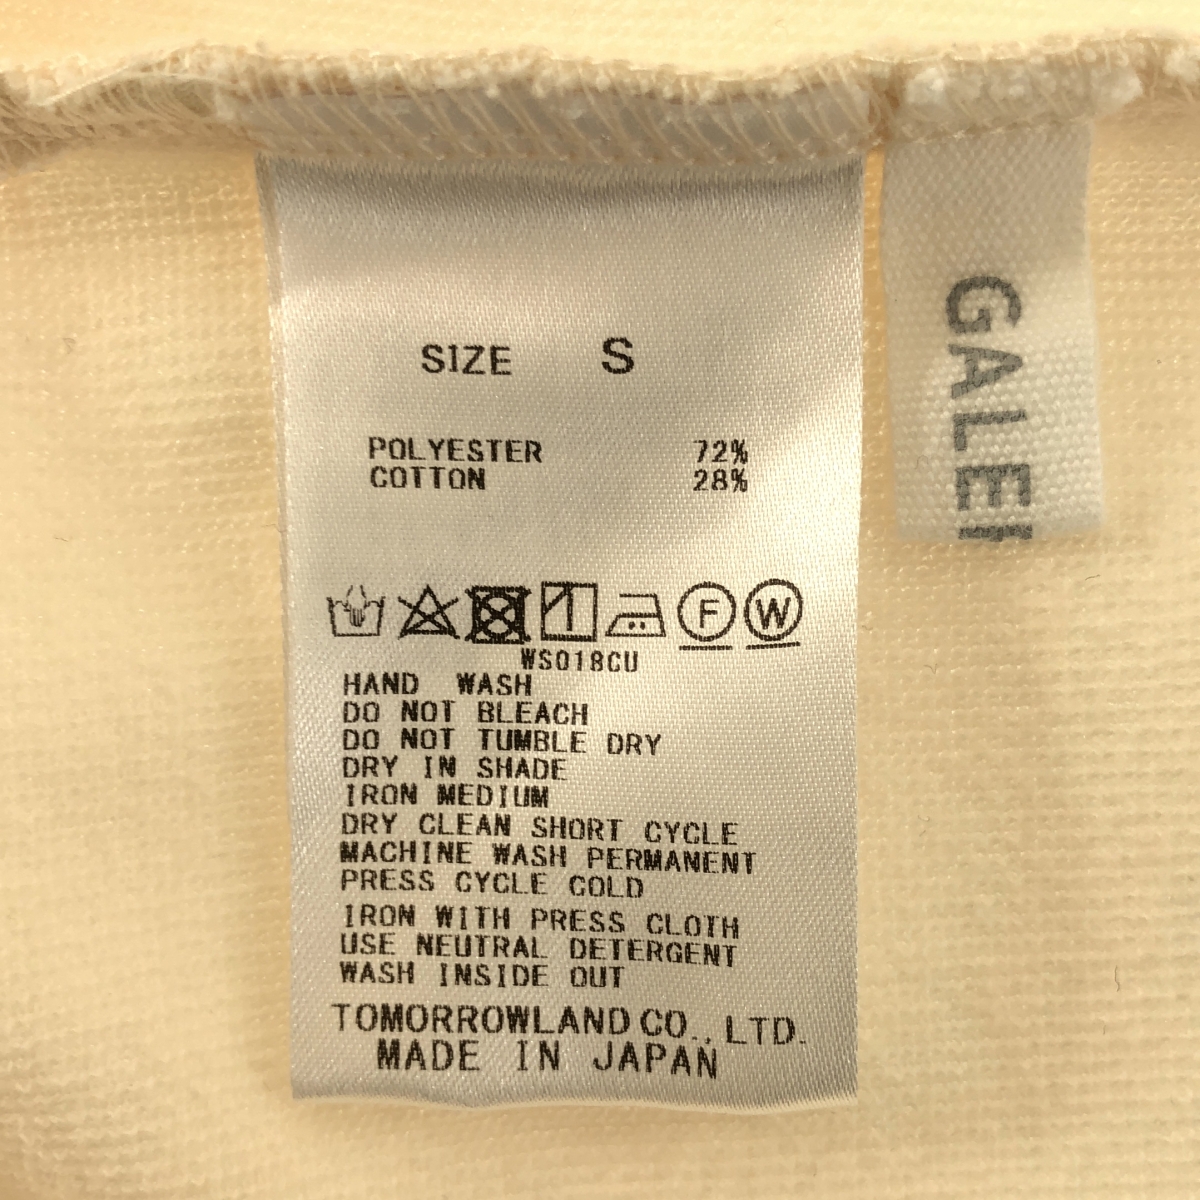 SIZE S
POLYESTER 72%
COTTON 28%
F W
WS018CU
HAND WASH
DO NOT BLEACH
DO NOT TUMBLE DRY
DRY IN SHADE
IRON MEDIUM
DRY CLEAN SHORT CYCLE
MACHINE WASH PERMANENT
PRESS CYCLE COLD
IRON WITH PRESS CLOTH
USE NEUTRAL DETERGENT
WASH INSIDE OUT
TOMORROWLAND CO., LTD.
MADE IN JAPAN